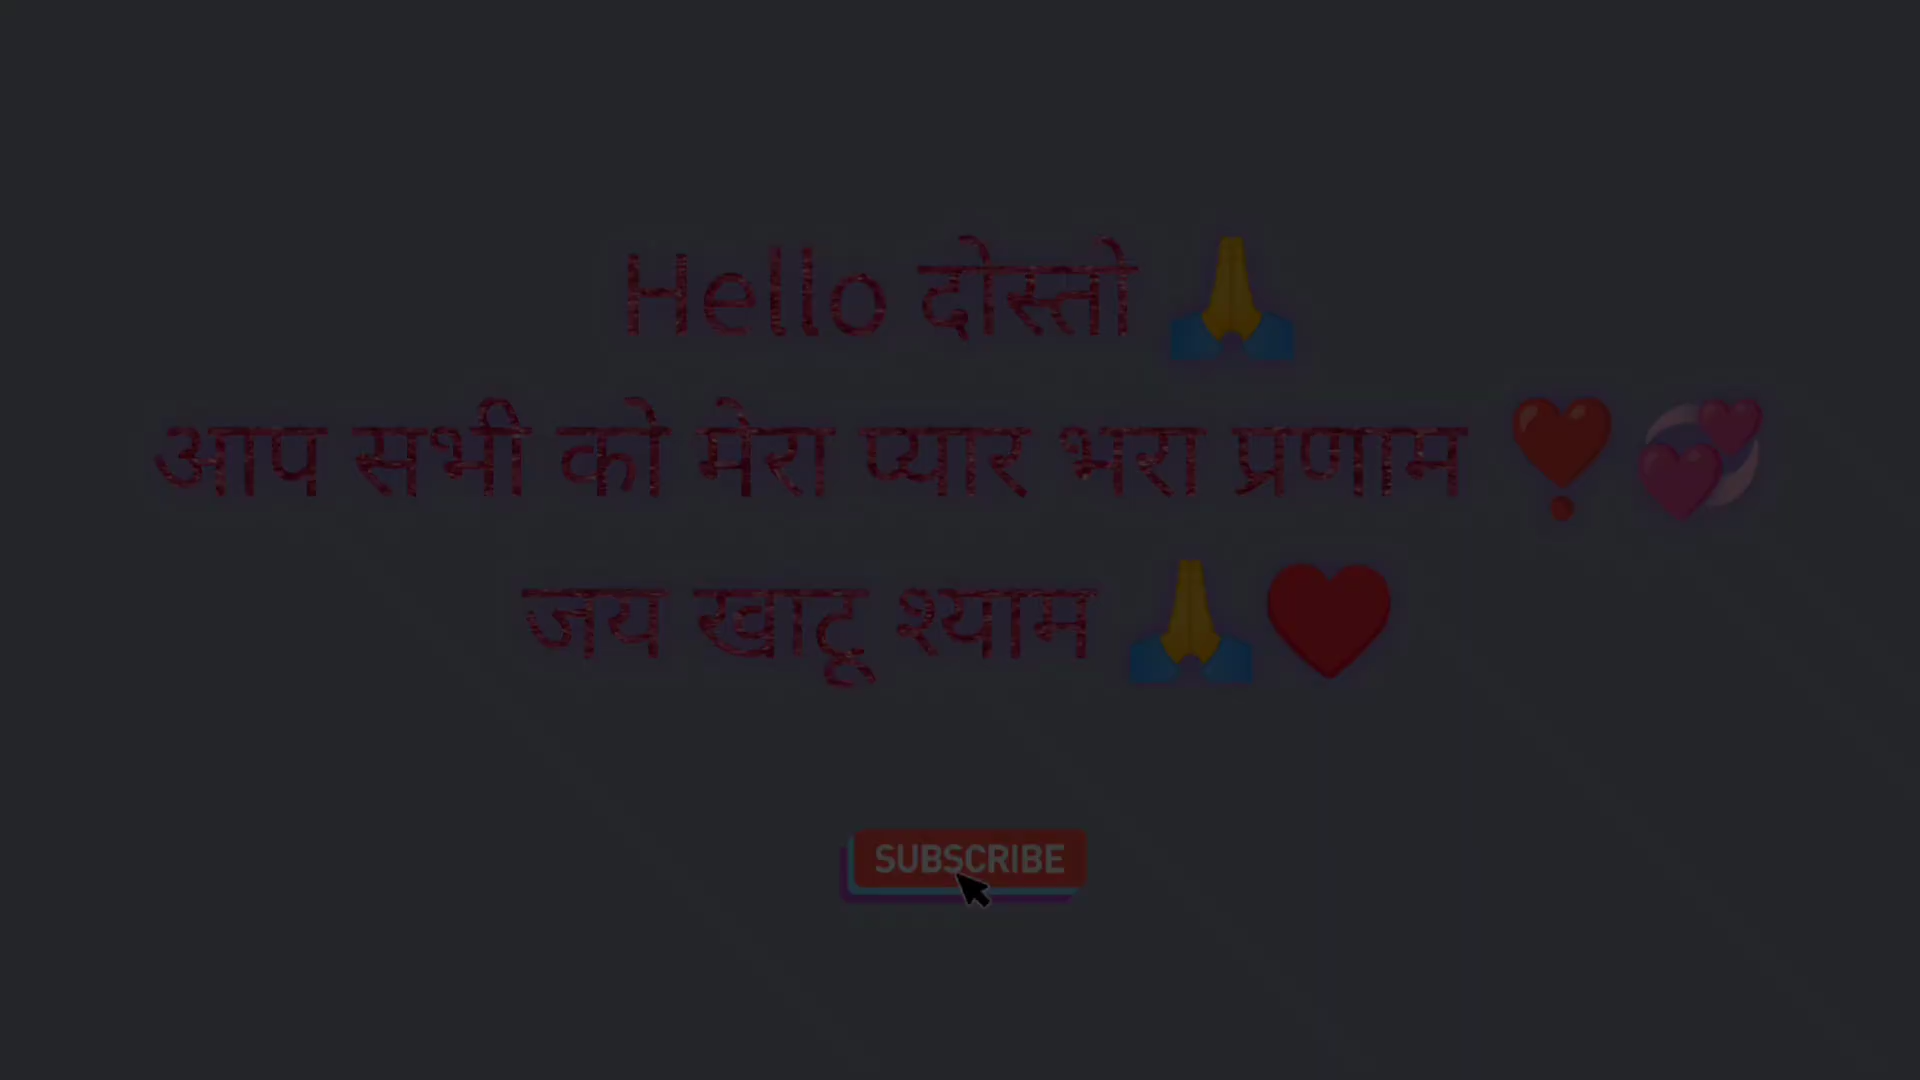 Hello दोस्तो 🙏
आप सभी को मेरा प्यार भरा प्रणाम ❣️ 💞
जय खाटू श्याम 🙏♥️
SUBSCRIBE